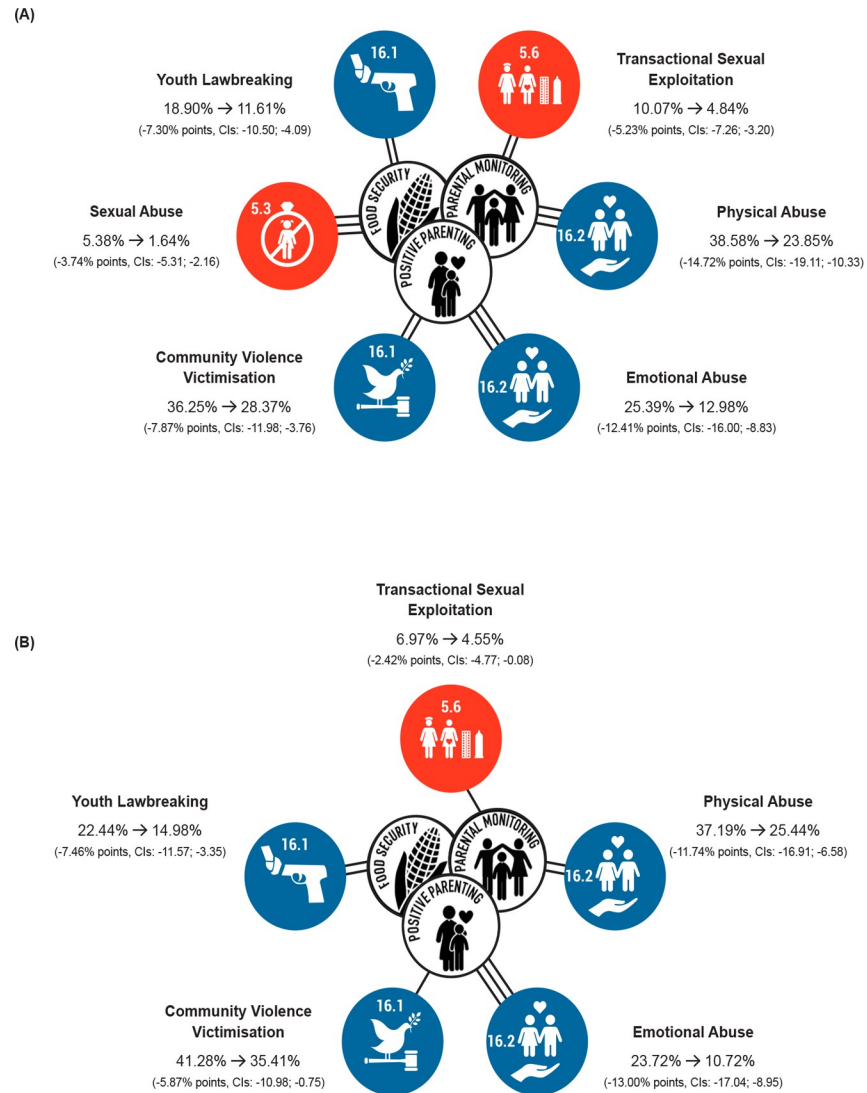 (A)
16.1
5.6
Youth Lawbreaking
18.90% → 11.61%
(-7.30% points, CIs: -10.50; -4.09)
Transactional Sexual
Exploitation
10.07% → 4.84%
(-5.23% points, CIs: -7.26; -3.20)
FOOD SECURITY
PARENTAL MONITORING
POSITIVE PARENTING
Sexual Abuse
5.38% → 1.64%
(-3.74% points, CIs: -5.31; -2.16)
5.3
16.2
Physical Abuse
38.58% → 23.85%
(-14.72% points, CIs: -19.11; -10.33)
Community Violence
Victimisation
36.25% → 28.37%
(-7.87% points, CIs: -11.98; -3.76)
16.1
16.2
Emotional Abuse
25.39% → 12.98%
(-12.41% points, CIs: -16.00; -8.83)
(B)
Transactional Sexual
Exploitation
6.97% → 4.55%
(-2.42% points, CIs: -4.77; -0.08)
5.6
Youth Lawbreaking
22.44% → 14.98%
(-7.46% points, CIs: -11.57; -3.35)
16.1
FOOD SECURITY
PARENTAL MONITORING
POSITIVE PARENTING
16.2
Physical Abuse
37.19% → 25.44%
(-11.74% points, CIs: -16.91; -6.58)
Community Violence
Victimisation
41.28% → 35.41%
(-5.87% points, CIs: -10.98; -0.75)
16.1
16.2
Emotional Abuse
23.72% → 10.72%
(-13.00% points, CIs: -17.04; -8.95)